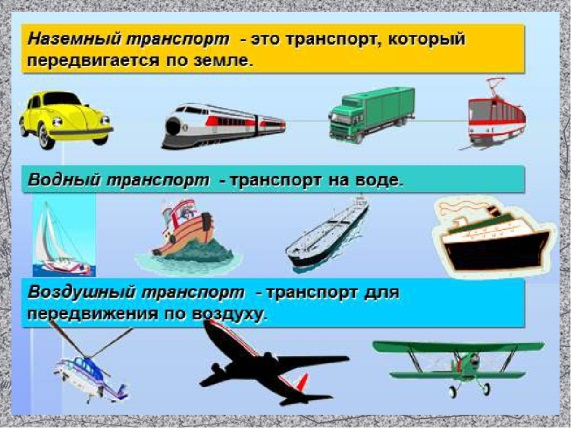 Наземный транспорт - это транспорт, который
передвигается по земле.
Водный транспорт - транспорт на воде.
Воздушный транспорт - транспорт для
передвижения по воздуху.